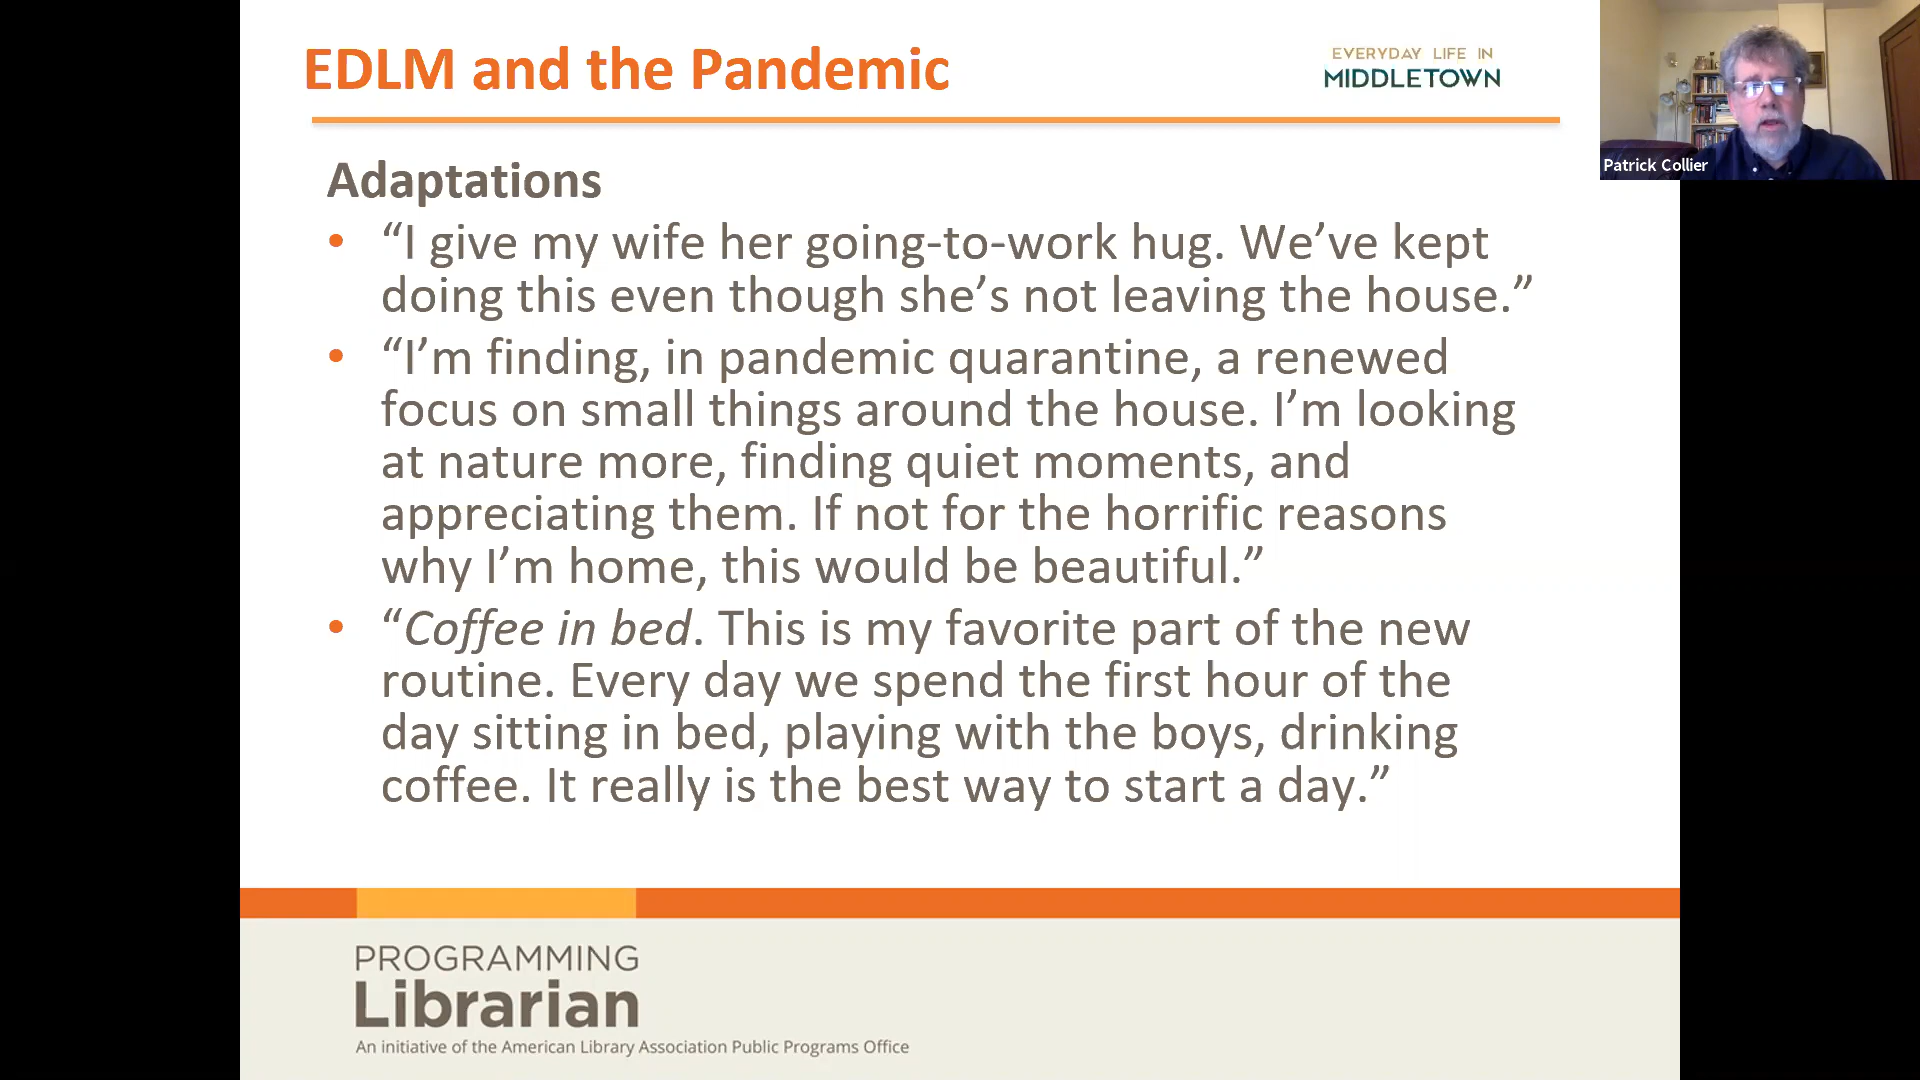 EDLM and the Pandemic
EVERYDAY LIFE IN
MIDDLETOWN
Patrick Collier
Adaptations
• “I give my wife her going-to-work hug. We’ve kept
doing this even though she’s not leaving the house.”
• “I’m finding, in pandemic quarantine, a renewed
focus on small things around the house. I’m looking
at nature more, finding quiet moments, and
appreciating them. If not for the horrific reasons
why I’m home, this would be beautiful.”
• “Coffee in bed. This is my favorite part of the new
routine. Every day we spend the first hour of the
day sitting in bed, playing with the boys, drinking
coffee. It really is the best way to start a day.”
PROGRAMMING
Librarian
An initiative of the American Library Association Public Programs Office